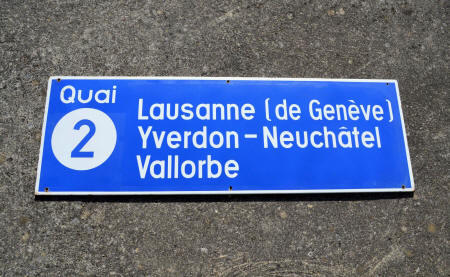 Quai
2
Lausanne (de Genève)
Yverdon - Neuchâtel
Vallorbe